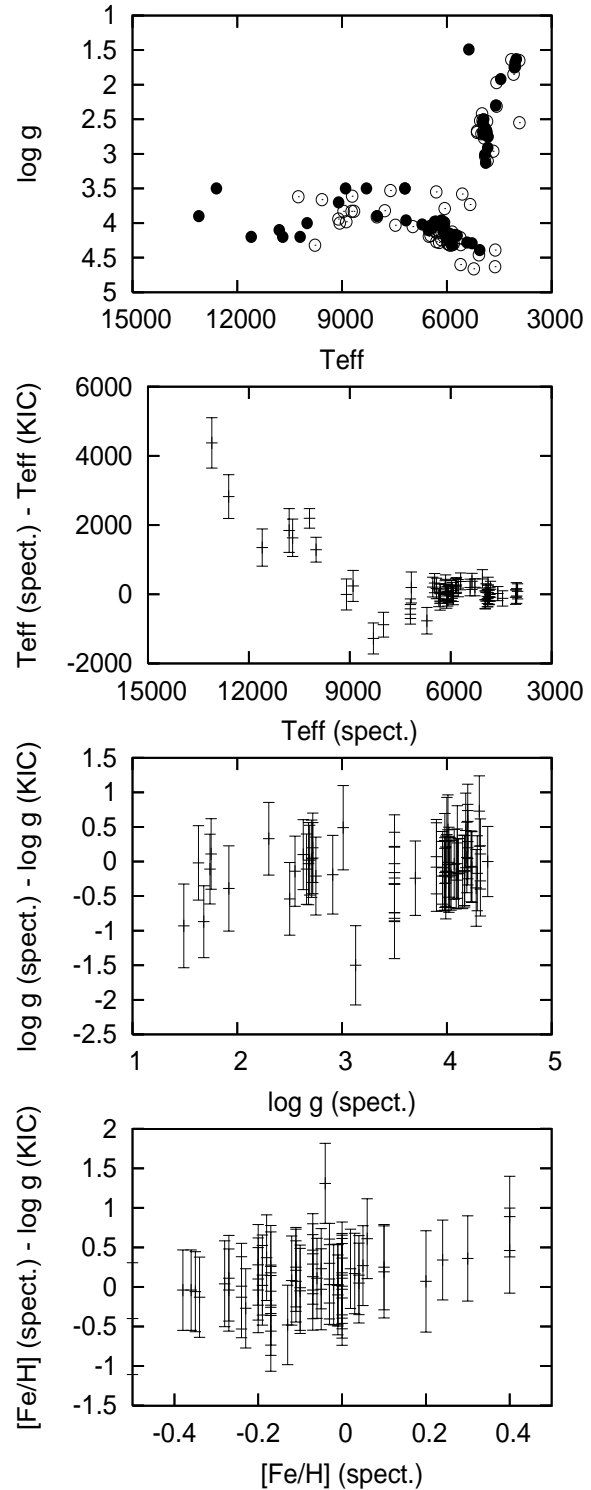 1
1.5
2
2.5
3
3.5
4
4.5
5
log g
15000 12000 9000 6000 3000
Teff
6000
4000
2000
0
-2000
Teff (spect.) - Teff (KIC)
15000 12000 9000 6000 3000
Teff (spect.)
1.5
1
0.5
0
-0.5
-1
-1.5
-2
-2.5
log g (spect.) - log g (KIC)
1 2 3 4 5
log g (spect.)
2
1.5
1
0.5
0
-0.5
-1
-1.5
[Fe/H] (spect.) - log g (KIC)
-0.4 -0.2 0 0.2 0.4
[Fe/H] (spect.)